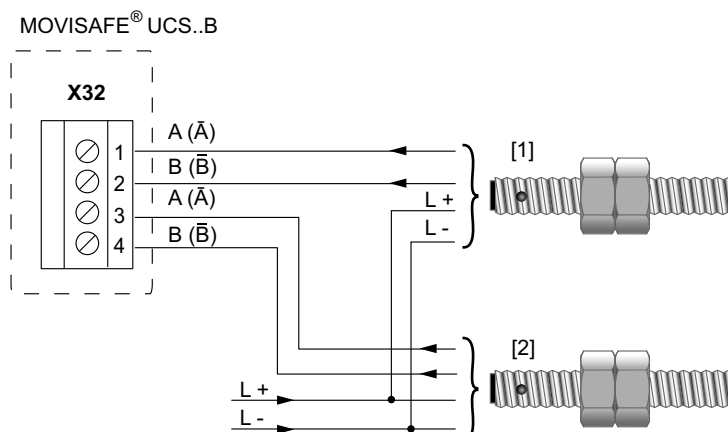 MOVISAFE® UCS..B
X32
1 A (Ā)
2 B (B̄)
3 A (Ā)
4 B (B̄)
[1]
L +
L -
[2]
L +
L -